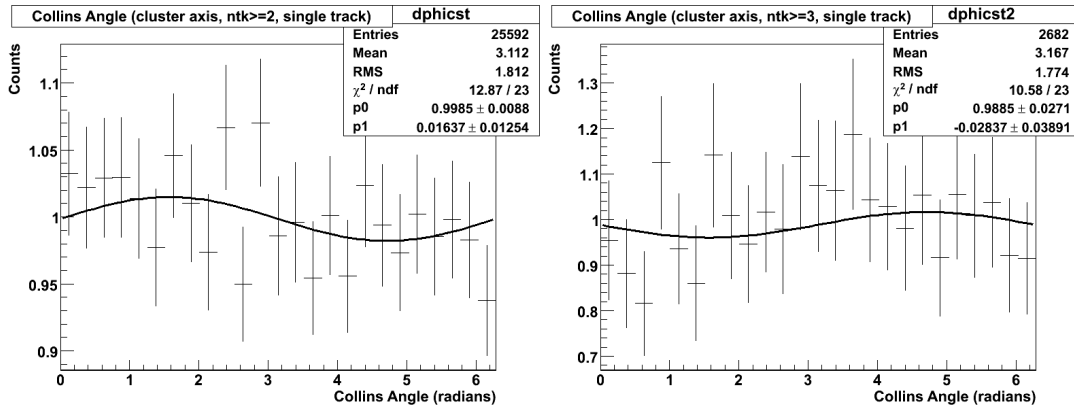 Collins Angle (cluster axis, ntk>=2, single track)
dphicst
Entries 25592
Mean 3.112
RMS 1.812
χ² / ndf 12.87 / 23
p0 0.9985 ± 0.0088
p1 0.01637 ± 0.01254
Counts
1.1
1.05
1
0.95
0.9
0 1 2 3 4 5 6
Collins Angle (radians)
Collins Angle (cluster axis, ntk>=3, single track)
dphicst2
Entries 2682
Mean 3.167
RMS 1.774
χ² / ndf 10.58 / 23
p0 0.9885 ± 0.0271
p1 -0.02837 ± 0.03891
Counts
1.3
1.2
1.1
1
0.9
0.8
0.7
0 1 2 3 4 5 6
Collins Angle (radians)